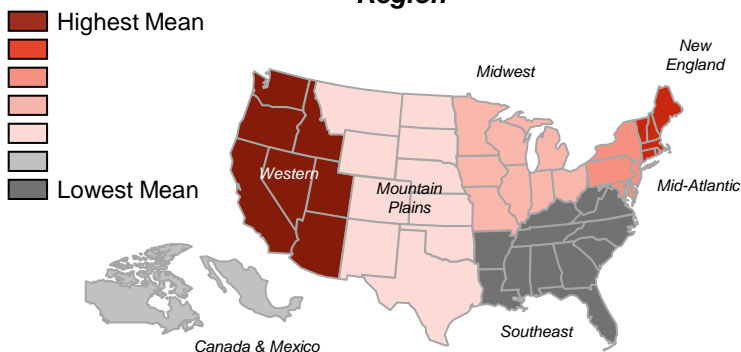 Region
Highest Mean
New
England
Midwest
Western
Mountain
Plains
Mid-Atlantic
Lowest Mean
Southeast
Canada & Mexico